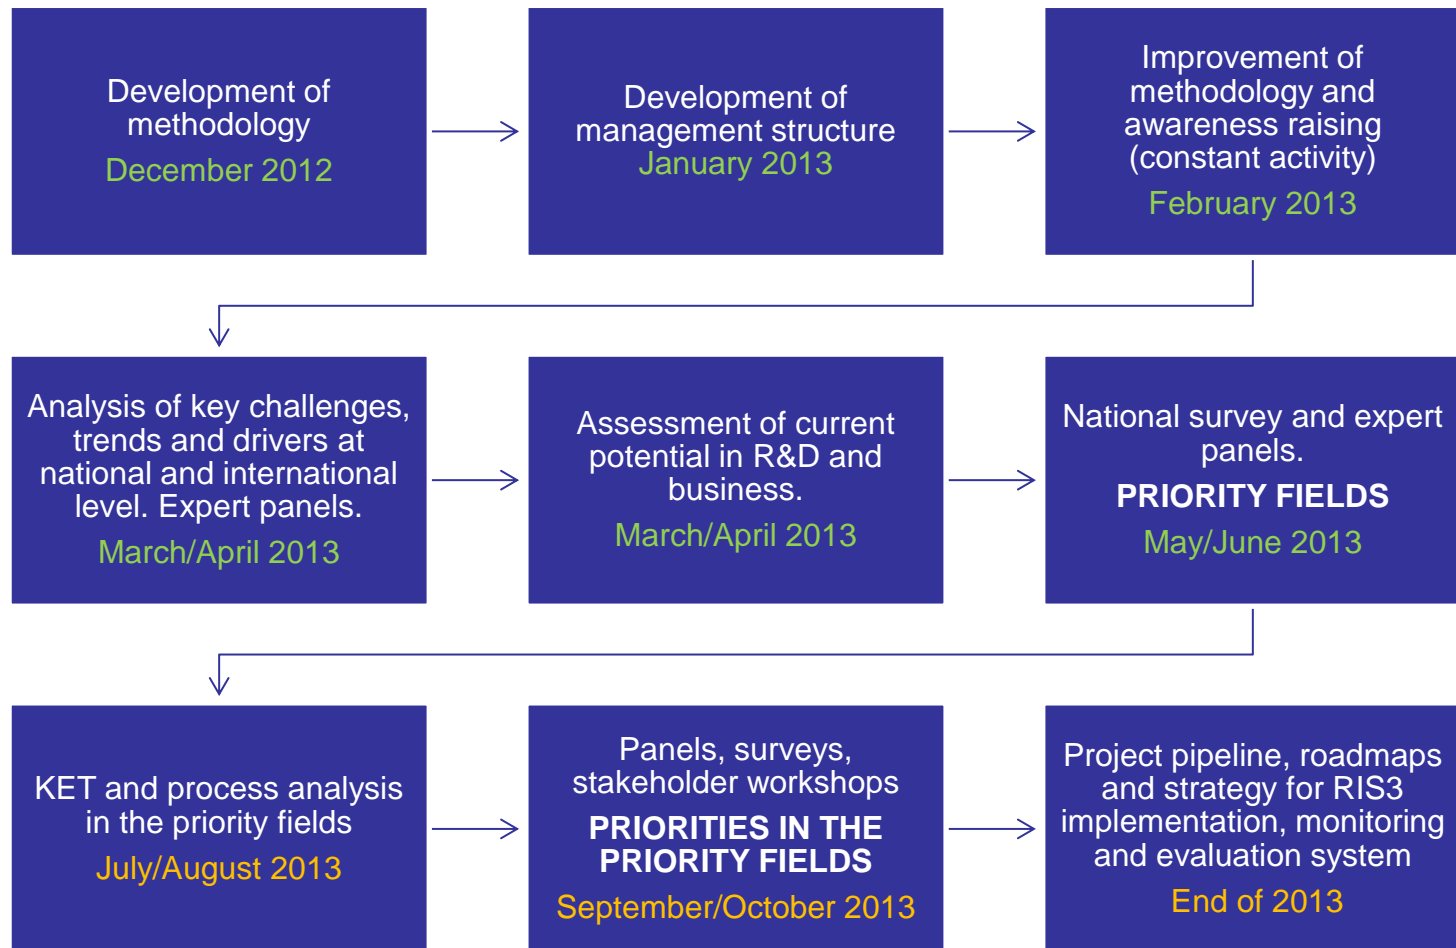 Development of
methodology
December 2012
Development of
management structure
January 2013
Improvement of
methodology and
awareness raising
(constant activity)
February 2013
Analysis of key challenges,
trends and drivers at
national and international
level. Expert panels.
March/April 2013
Assessment of current
potential in R&D and
business.
March/April 2013
National survey and expert
panels.
PRIORITY FIELDS
May/June 2013
KET and process analysis
in the priority fields
July/August 2013
Panels, surveys,
stakeholder workshops
PRIORITIES IN THE
PRIORITY FIELDS
September/October 2013
Project pipeline, roadmaps
and strategy for RIS3
implementation, monitoring
and evaluation system
End of 2013